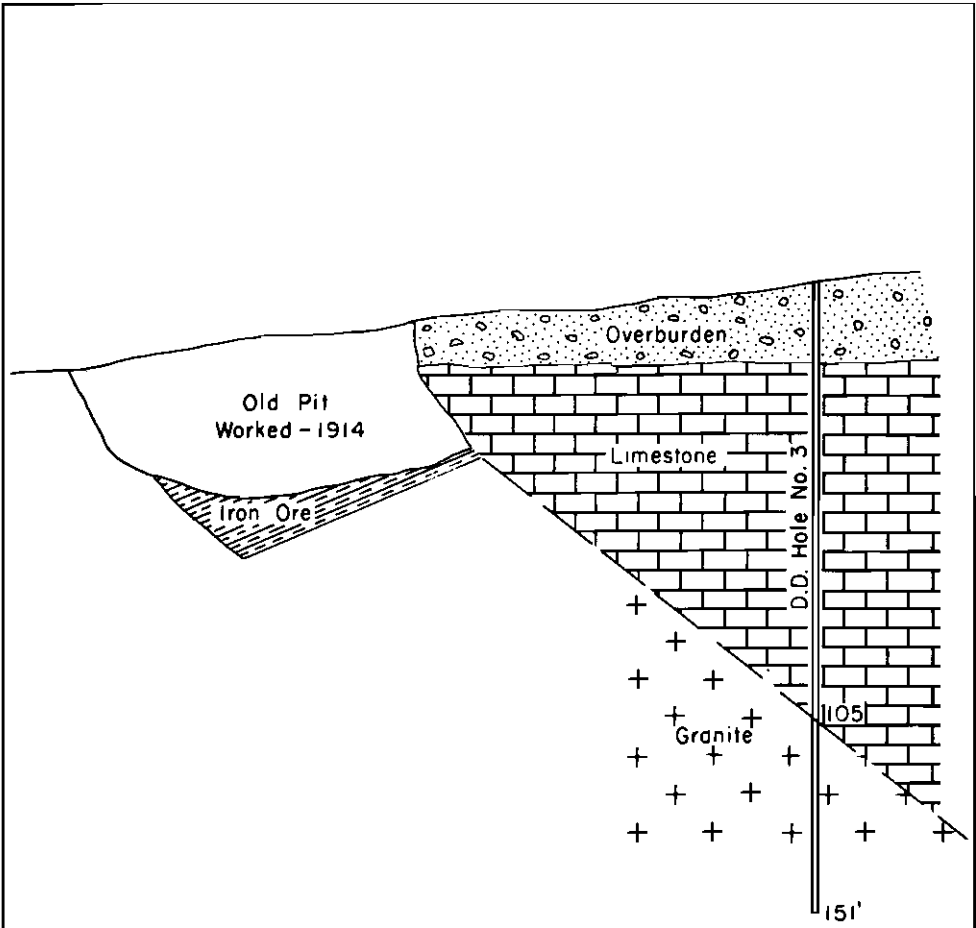 Overburden
Old Pit
Worked - 1914
Limestone
D.D. Hole No. 3
Iron Ore
105
Granite
151'